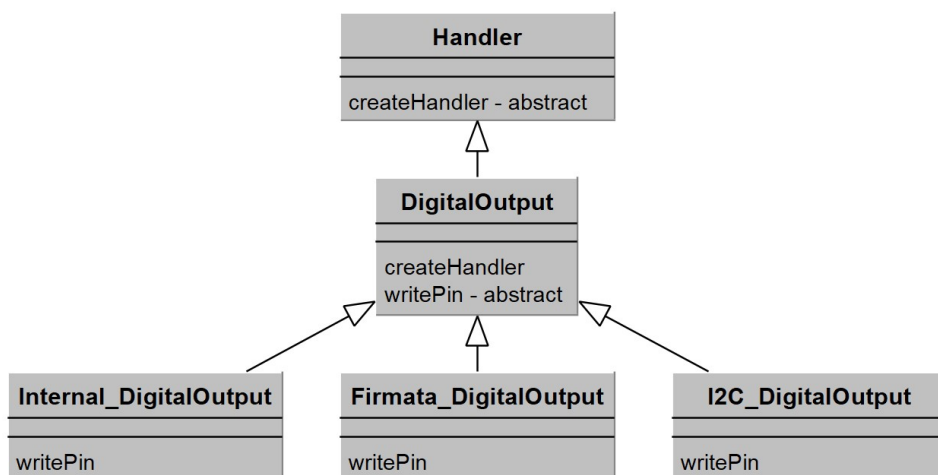 Handler
createHandler - abstract
DigitalOutput
createHandler
writePin - abstract
Internal_DigitalOutput
writePin
Firmata_DigitalOutput
writePin
I2C_DigitalOutput
writePin